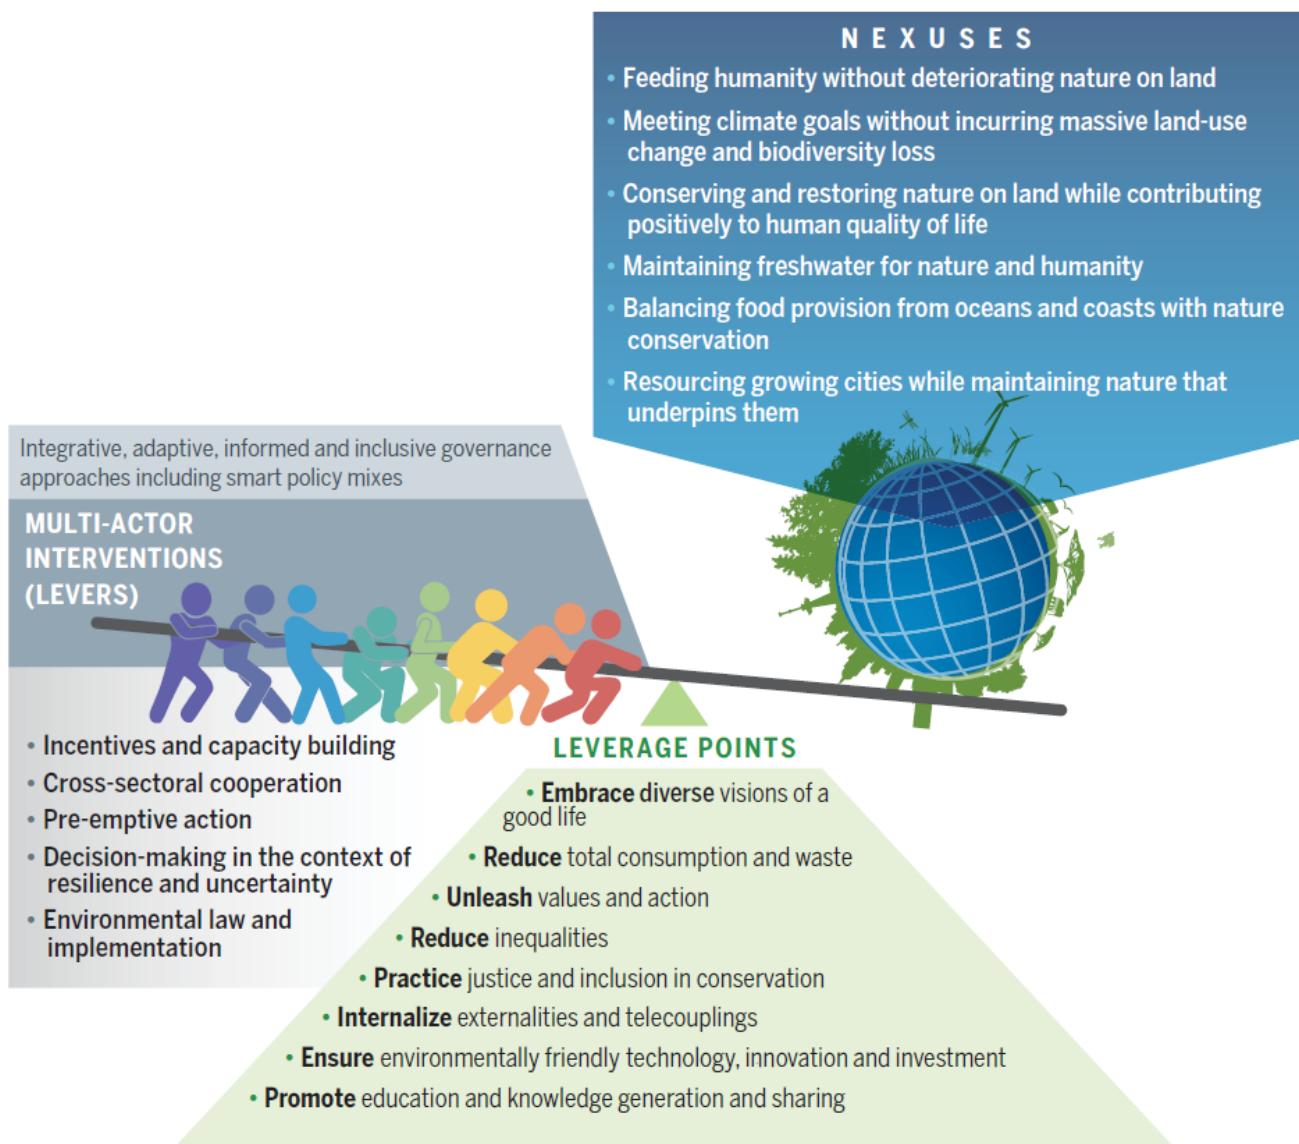 NEXUSES
• Feeding humanity without deteriorating nature on land
• Meeting climate goals without incurring massive land-use
change and biodiversity loss
• Conserving and restoring nature on land while contributing
positively to human quality of life
• Maintaining freshwater for nature and humanity
• Balancing food provision from oceans and coasts with nature
conservation
• Resourcing growing cities while maintaining nature that
underpins them
Integrative, adaptive, informed and inclusive governance
approaches including smart policy mixes
MULTI-ACTOR
INTERVENTIONS
(LEVERS)
• Incentives and capacity building
• Cross-sectoral cooperation
• Pre-emptive action
• Decision-making in the context of
resilience and uncertainty
• Environmental law and
implementation
LEVERAGE POINTS
• Embrace diverse visions of a
good life
• Reduce total consumption and waste
• Unleash values and action
• Reduce inequalities
• Practice justice and inclusion in conservation
• Internalize externalities and telecouplings
• Ensure environmentally friendly technology, innovation and investment
• Promote education and knowledge generation and sharing